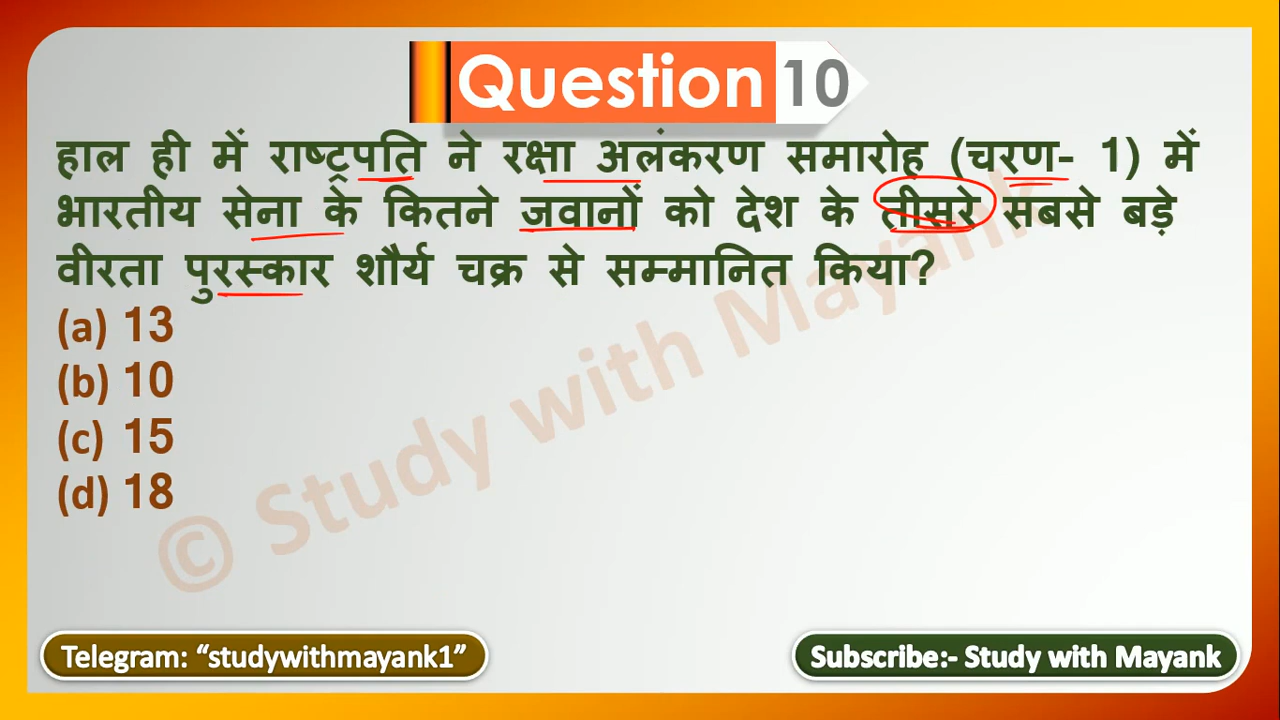 Question 10
हाल ही में राष्ट्रपति ने रक्षा अलंकरण समारोह (चरण- 1) में
भारतीय सेना के कितने जवानों को देश के तीसरे सबसे बड़े
वीरता पुरस्कार शौर्य चक्र से सम्मानित किया?
(a) 13
(b) 10
(c) 15
(d) 18
© Study with Mayank
Telegram: “studywithmayank1”
Subscribe:- Study with Mayank